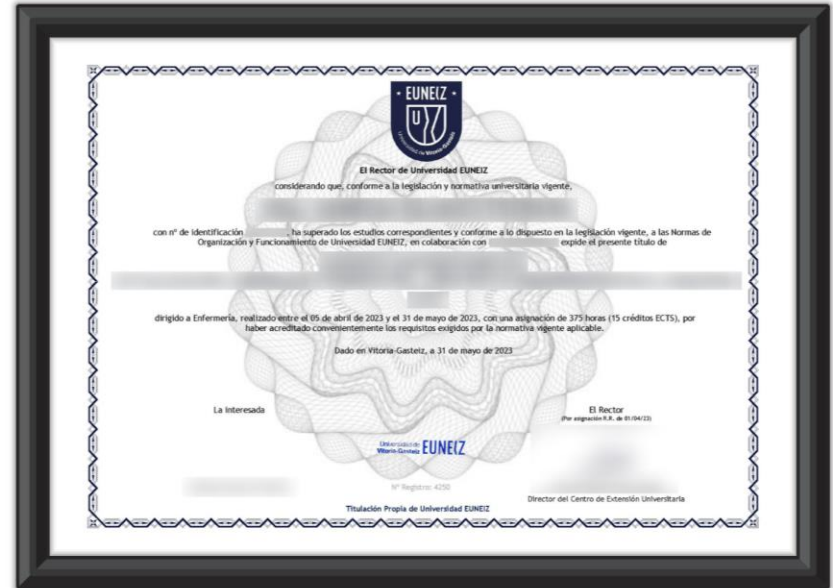 EUNEIZ
Universidad de Vitoria-Gasteiz
El Rector de Universidad EUNEIZ
considerando que, conforme a la legislación y normativa universitaria vigente,
con nº de identificación , ha superado los estudios correspondientes y conforme a lo dispuesto en la legislación vigente, a las Normas de
Organización y Funcionamiento de Universidad EUNEIZ, en colaboración con expide el presente título de
dirigido a Enfermería, realizado entre el 05 de abril de 2023 y el 31 de mayo de 2023, con una asignación de 375 horas (15 créditos ECTS), por
haber acreditado convenientemente los requisitos exigidos por la normativa vigente aplicable.
Dado en Vitoria-Gasteiz, a 31 de mayo de 2023
La interesada
El Rector
(Por asignación R.R. de 01/04/23)
Universidad de
Vitoria-Gasteiz EUNEIZ
Nº Registro: 4250
Director del Centro de Extensión Universitaria
Titulación Propia de Universidad EUNEIZ